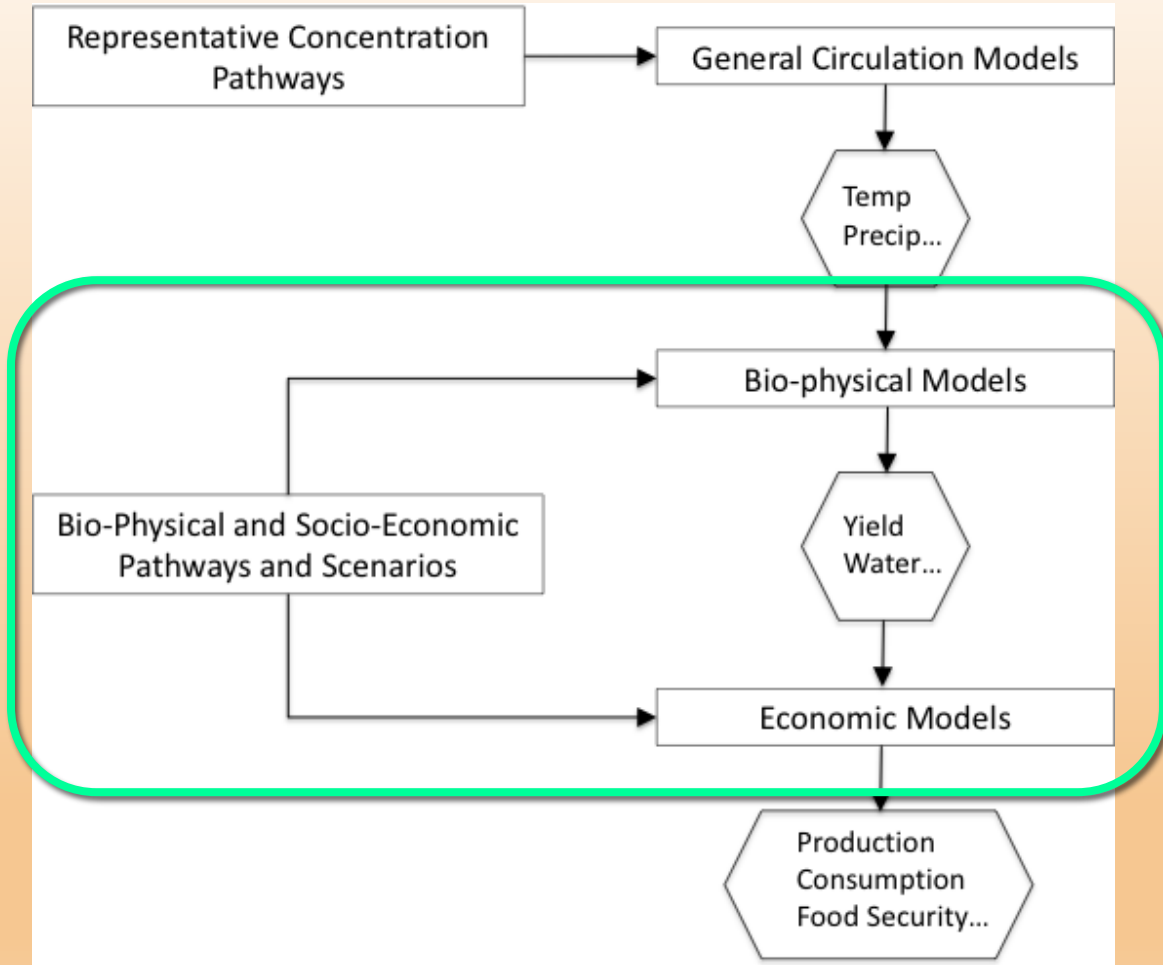 Representative Concentration
Pathways
General Circulation Models
Temp
Precip...
Bio-physical Models
Bio-Physical and Socio-Economic
Pathways and Scenarios
Yield
Water...
Economic Models
Production
Consumption
Food Security...